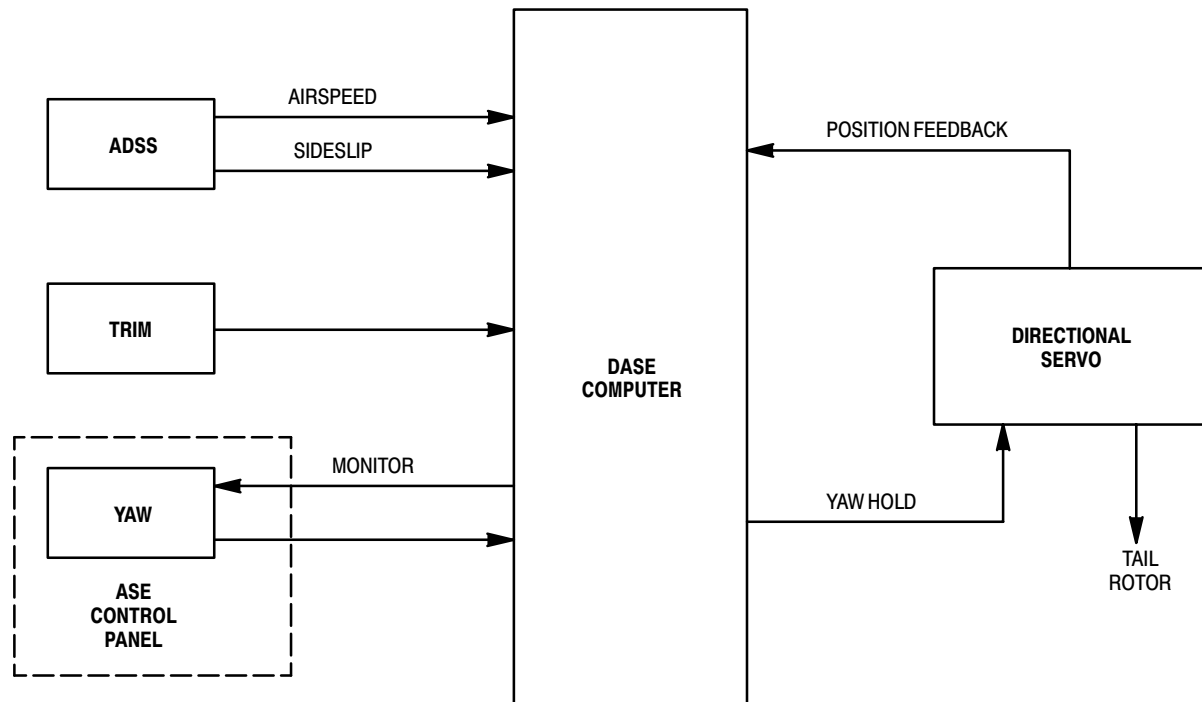 AIRSPEED
ADSS
SIDESLIP
TRIM
MONITOR
YAW
ASE
CONTROL
PANEL
DASE
COMPUTER
POSITION FEEDBACK
DIRECTIONAL
SERVO
YAW HOLD
TAIL
ROTOR